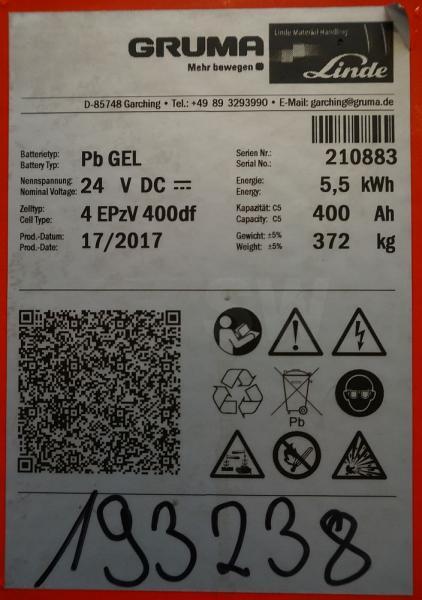 GRUMA
Mehr bewegen
Linde Material Handling
Linde
D-85748 Garching • Tel.: +49 89 3293990 • E-Mail: garching@gruma.de
Batterietyp: Battery Type: Pb GEL
Serien Nr.: Serial No.: 210883
Nennspannung: Nominal Voltage: 24 V DC
Energie: Energy: 5,5 kWh
Zelltyp: Cell Type: 4 EPzV 400df
Kapazität: C5 Capacity: C5 400 Ah
Prod.-Datum: Prod.-Date: 17/2017
Gewicht: ±5% Weight: ±5% 372 kg
Pb
193238